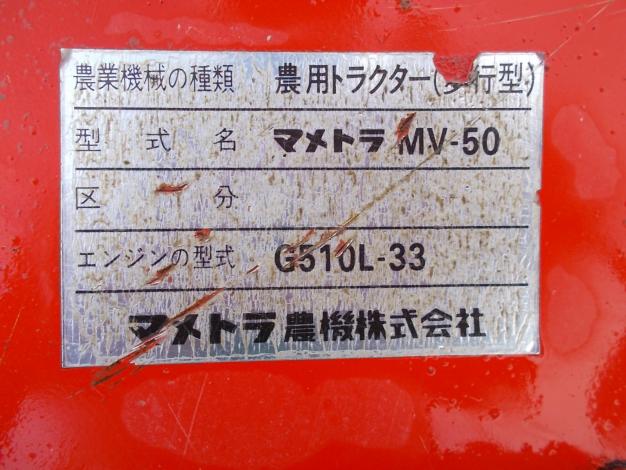 農業機械の種類 農用トラクター(歩行型)
型式名 マメトラ MV-50
区分
エンジンの型式 G510L-33
マメトラ農機株式会社